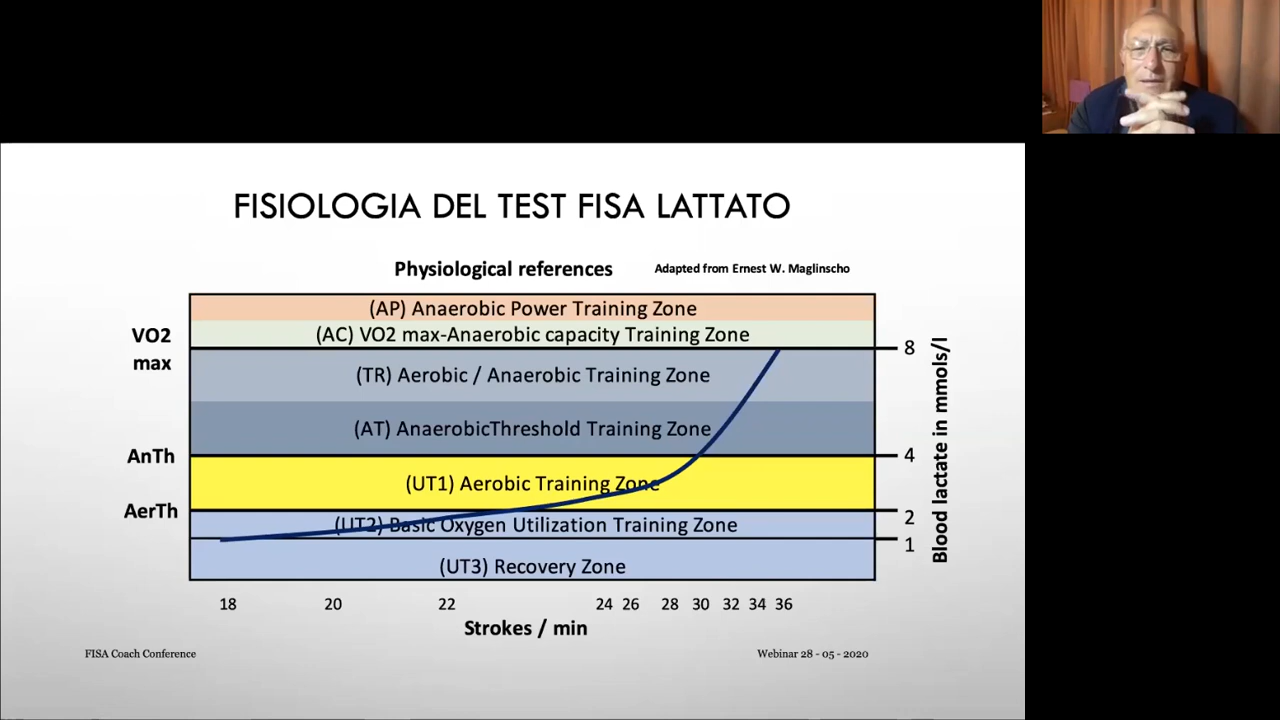 FISIOLOGIA DEL TEST FISA LATTATO
Physiological references
Adapted from Ernest W. Maglinscho
(AP) Anaerobic Power Training Zone
VO2
max
(AC) VO2 max-Anaerobic capacity Training Zone
8
(TR) Aerobic / Anaerobic Training Zone
(AT) AnaerobicThreshold Training Zone
AnTh
4
(UT1) Aerobic Training Zone
AerTh
2
(UT2) Basic Oxygen Utilization Training Zone
1
(UT3) Recovery Zone
Blood lactate in mmols/l
18 20 22 24 26 28 30 32 34 36
Strokes / min
FISA Coach Conference
Webinar 28 - 05 - 2020